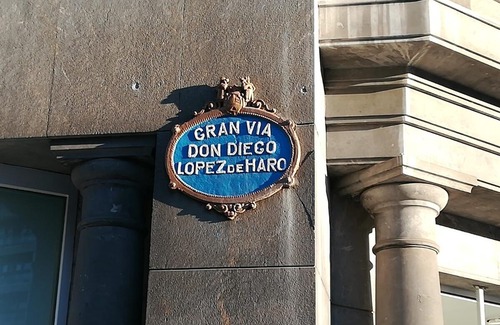 GRAN VIA
DON DIEGO
LOPEZ DE HARO